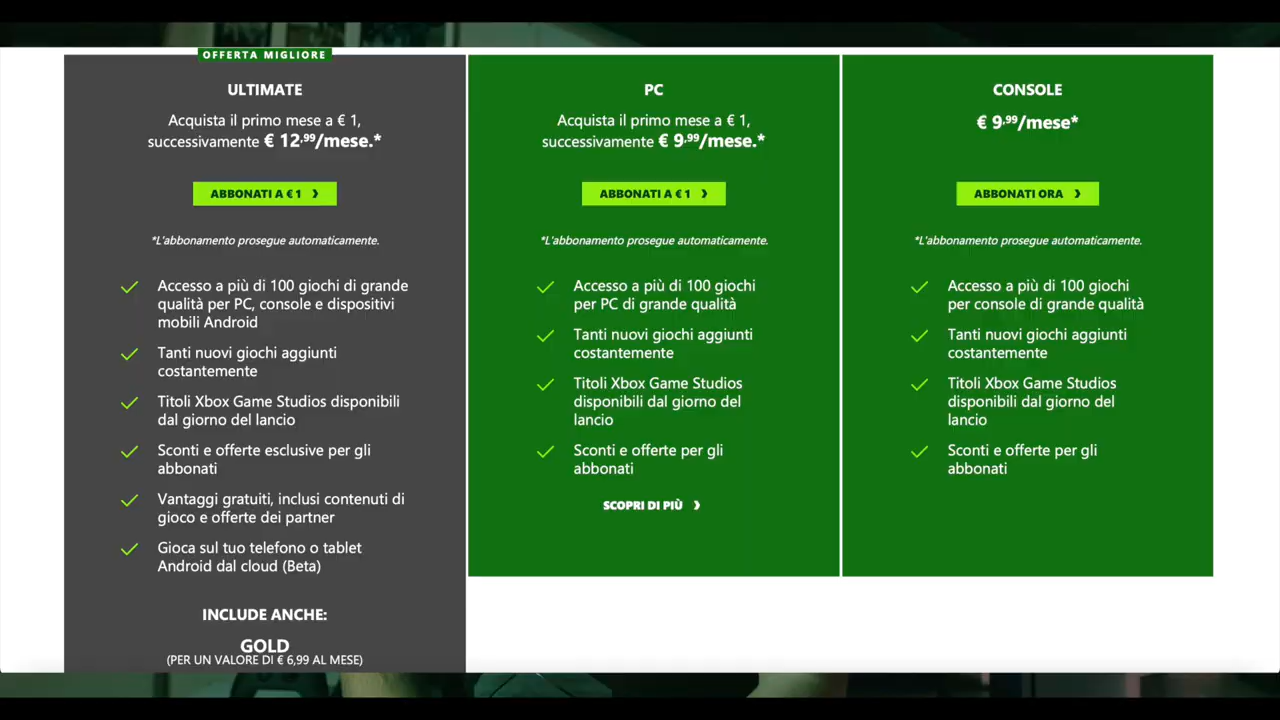 OFFERTA MIGLIORE
ULTIMATE
Acquista il primo mese a € 1,
successivamente € 12,99/mese.*
ABBONATI A € 1 ❯
*L'abbonamento prosegue automaticamente.
Accesso a più di 100 giochi di grande
qualità per PC, console e dispositivi
mobili Android
Tanti nuovi giochi aggiunti
costantemente
Titoli Xbox Game Studios disponibili
dal giorno del lancio
Sconti e offerte esclusive per gli
abbonati
Vantaggi gratuiti, inclusi contenuti di
gioco e offerte dei partner
Gioca sul tuo telefono o tablet
Android dal cloud (Beta)
INCLUDE ANCHE:
GOLD
(PER UN VALORE DI € 6,99 AL MESE)
PC
Acquista il primo mese a € 1,
successivamente € 9,99/mese.*
ABBONATI A € 1 ❯
*L'abbonamento prosegue automaticamente.
Accesso a più di 100 giochi
per PC di grande qualità
Tanti nuovi giochi aggiunti
costantemente
Titoli Xbox Game Studios
disponibili dal giorno del
lancio
Sconti e offerte per gli
abbonati
SCOPRI DI PIÙ ❯
CONSOLE
€ 9,99/mese*
ABBONATI ORA ❯
*L'abbonamento prosegue automaticamente.
Accesso a più di 100 giochi
per console di grande qualità
Tanti nuovi giochi aggiunti
costantemente
Titoli Xbox Game Studios
disponibili dal giorno del
lancio
Sconti e offerte per gli
abbonati